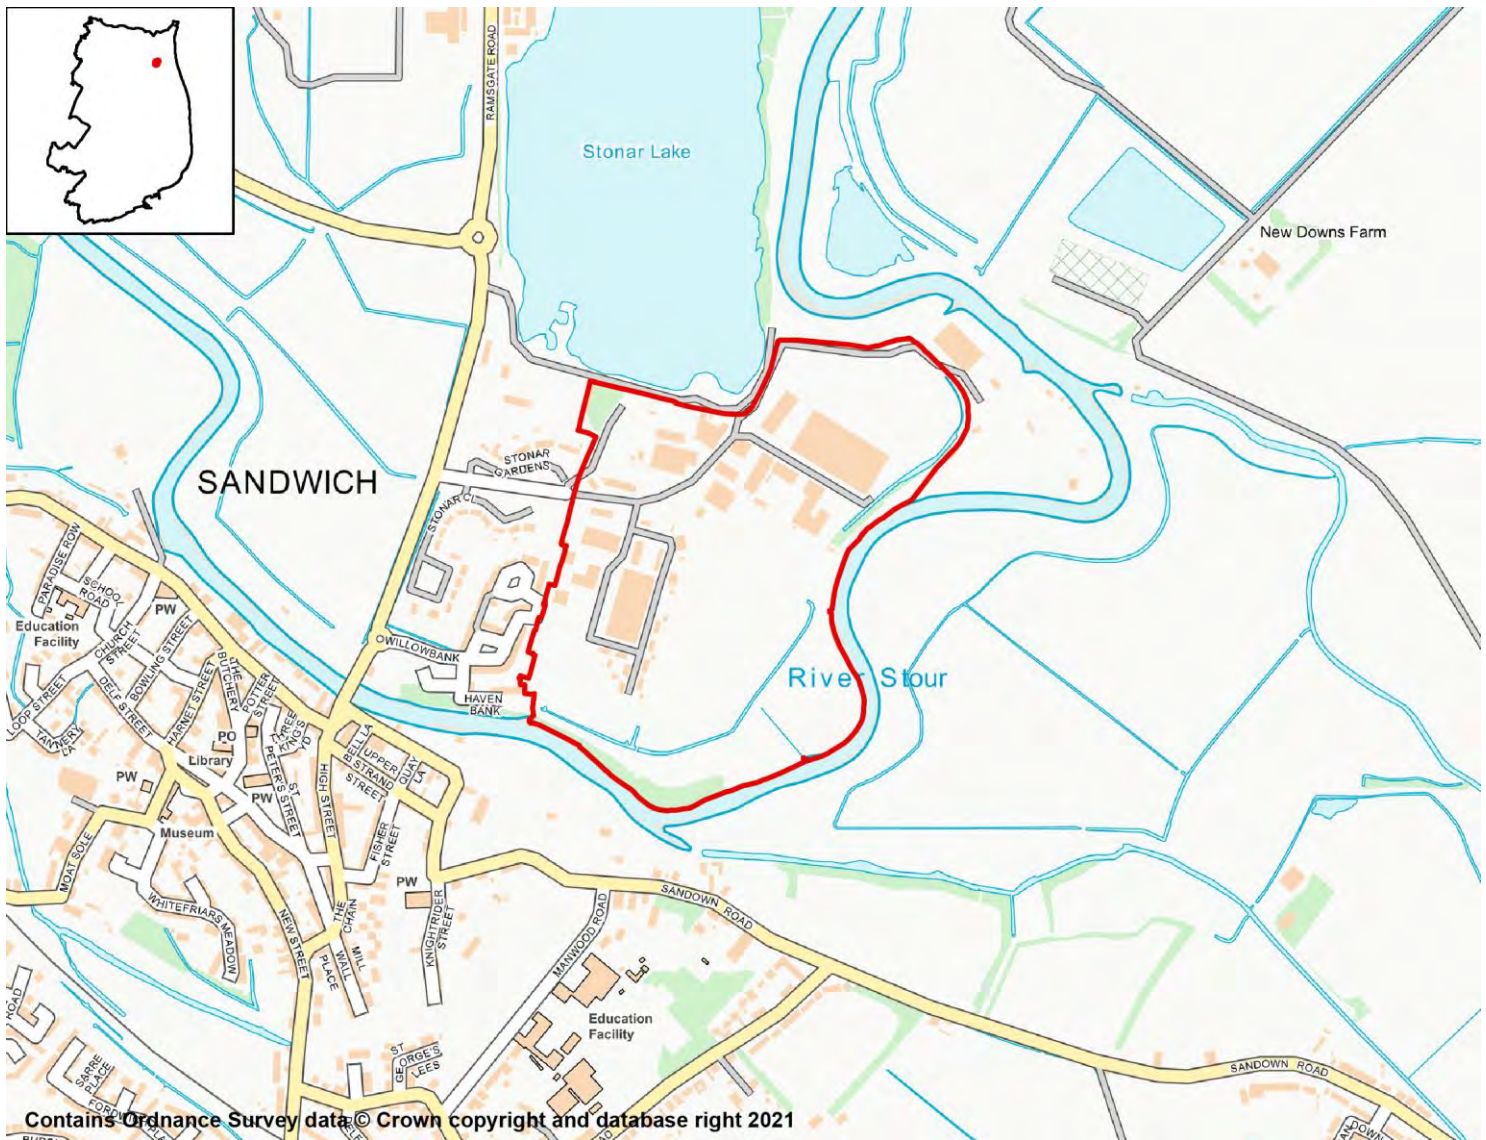 RAMSGATE ROAD
Stonar Lake
New Downs Farm
SANDWICH
STONAR
GARDENS
STONAR CL
PARADISE ROW
SCHOOL
ROAD
PW
Education
Facility
CHURCH
STREET
BOWLING STREET
THE
BUTCHERY
POTTER
STREET
HARNET STREET
DELF STREET
LOOP STREET
TANNERY
LA
WILLOWBANK
HAVEN
BANK
River Stour
PO
Library
TYREE
KING'S
YD
BELL LA
UPPER
STRAND
STREET
QUAY
LA
PW
PW
ST
PETER'S STREET
HIGH STREET
Museum
FISHER
STREET
MOAT SOLE
PW
WHITEFRIARS MEADOW
NEW STREET
THE
CHAIN
MILL
WALL
PLACE
KNIGHTRIDER
STREET
SANDOWN ROAD
MANWOOD ROAD
ROAD
Education
Facility
ST
GEORGE'S
LEES
SARRE
PLACE
SANDOWN ROAD
Contains Ordnance Survey data © Crown copyright and database right 2021